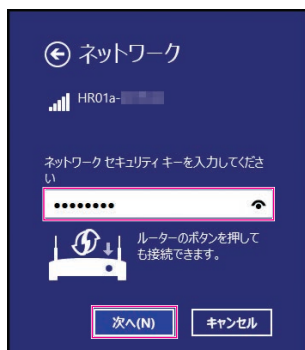 ネットワーク
HR01a-
ネットワーク セキュリティ キーを入力してくださ
い
••••••••
ルーターのボタンを押して
も接続できます。
次へ(N) キャンセル